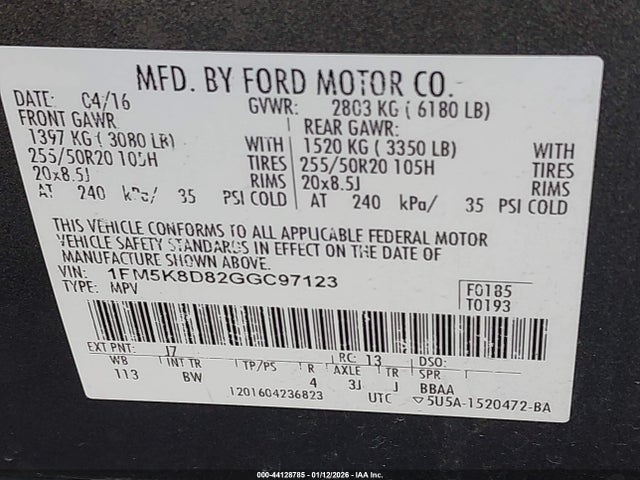 MFD. BY FORD MOTOR CO.
DATE: 04/16 GVWR: 2803 KG ( 6180 LB)
FRONT GAWR REAR GAWR:
1397 KG ( 3080 LB) WITH 1520 KG ( 3350 LB) WITH
255/50R20 105H TIRES 255/50R20 105H TIRES
20x8.5J RIMS 20x8.5J RIMS
AT 240 kPa/ 35 PSI COLD AT 240 kPa/ 35 PSI COLD
THIS VEHICLE CONFORMS TO ALL APPLICABLE FEDERAL MOTOR
VEHICLE SAFETY STANDARDS IN EFFECT ON THE DATE OF
MANUFACTURE SHOWN ABOVE.
VIN: 1FM5K8D82GGC97123
TYPE: MPV
F0185
T0193
EXT PNT: J7 RC: 13 DSO:
WB INT TR TP/PS R AXLE TR SPR
113 BW 4 3J J BBAA
1201604236823 UTC ▽5U5A-1520472-BA
000-44128785 - 01/12/2026 - IAA Inc.